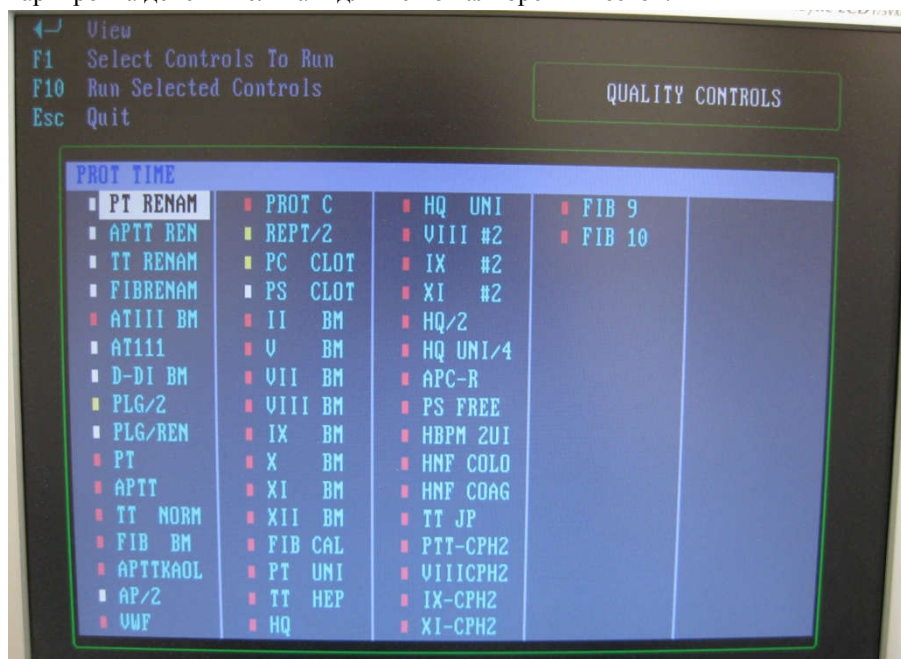 View
F1 Select Controls To Run
F10 Run Selected Controls
Esc Quit
QUALITY CONTROLS
PROT TIME
PT RENAM
APTT REN
TT RENAM
FIBRENAM
ATIII BM
AT111
D-DI BM
PLG/2
PLG/REN
PT
APTT
TT NORM
FIB BM
APTTKAOL
AP/2
VWF
PROT C
REPT/2
PC CLOT
PS CLOT
II BM
V BM
VII BM
VIII BM
IX BM
X BM
XI BM
XII BM
FIB CAL
PT UNI
TT HEP
HQ
HQ UNI
VIII #2
IX #2
XI #2
HQ/2
HQ UNI/4
APC-R
PS FREE
HBPM 2UI
HNF COLO
HNF COAG
TT JP
PTT-CPH2
VIIICPH2
IX-CPH2
XI-CPH2
FIB 9
FIB 10